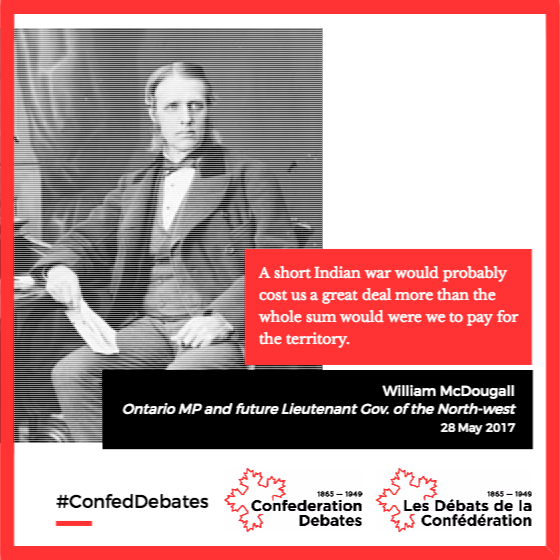 A short Indian war would probably
cost us a great deal more than the
whole sum would were we to pay for
the territory.
William McDougall
Ontario MP and future Lieutenant Gov. of the North-west
28 May 2017
#ConfedDebates
1865 — 1949
Confederation
Debates
1865 — 1949
Les Débats de la
Confédération